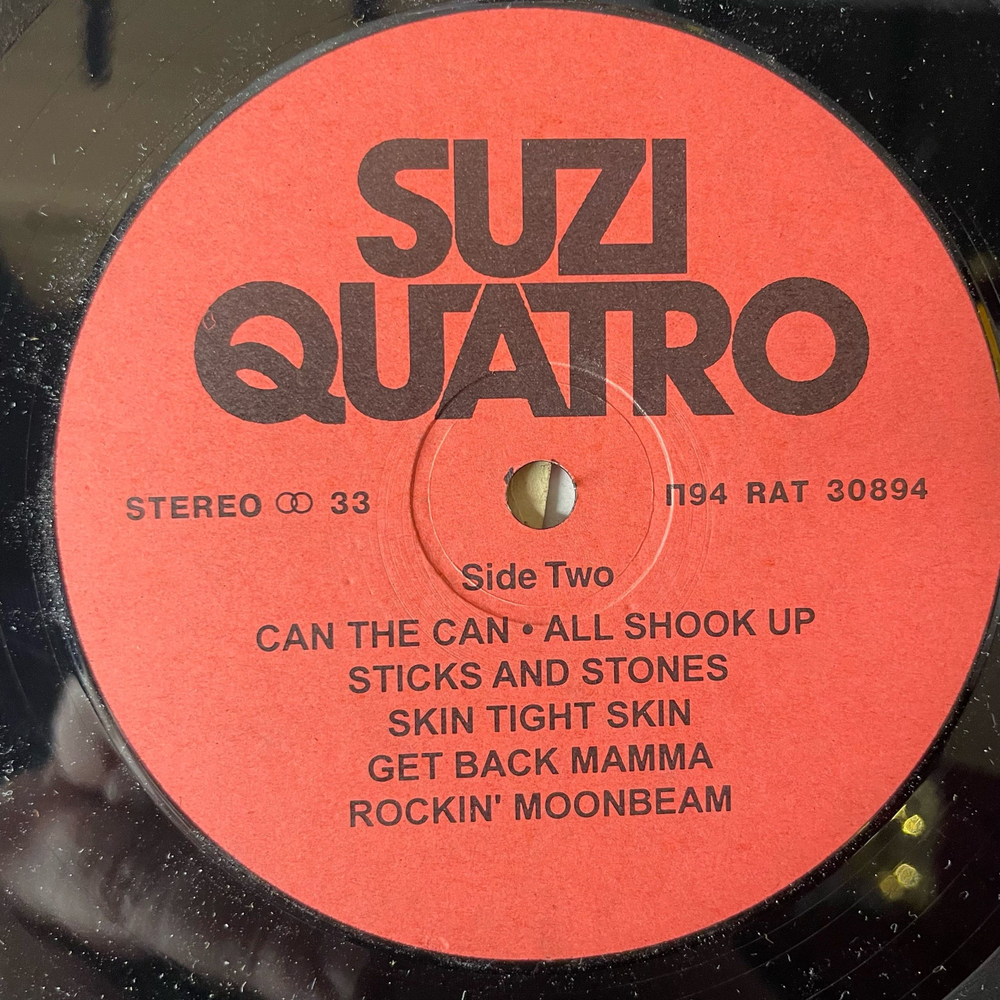 SUZI
QUATRO
STEREO 33
П94 RAT 30894
Side Two
CAN THE CAN • ALL SHOOK UP
STICKS AND STONES
SKIN TIGHT SKIN
GET BACK MAMMA
ROCKIN' MOONBEAM